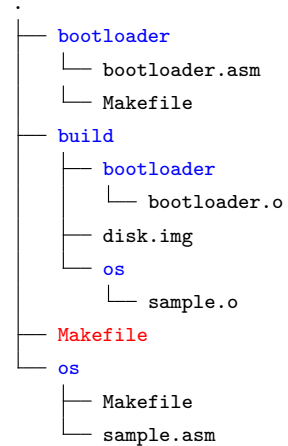 .
bootloader
bootloader.asm
Makefile
build
bootloader
bootloader.o
disk.img
os
sample.o
Makefile
os
Makefile
sample.asm